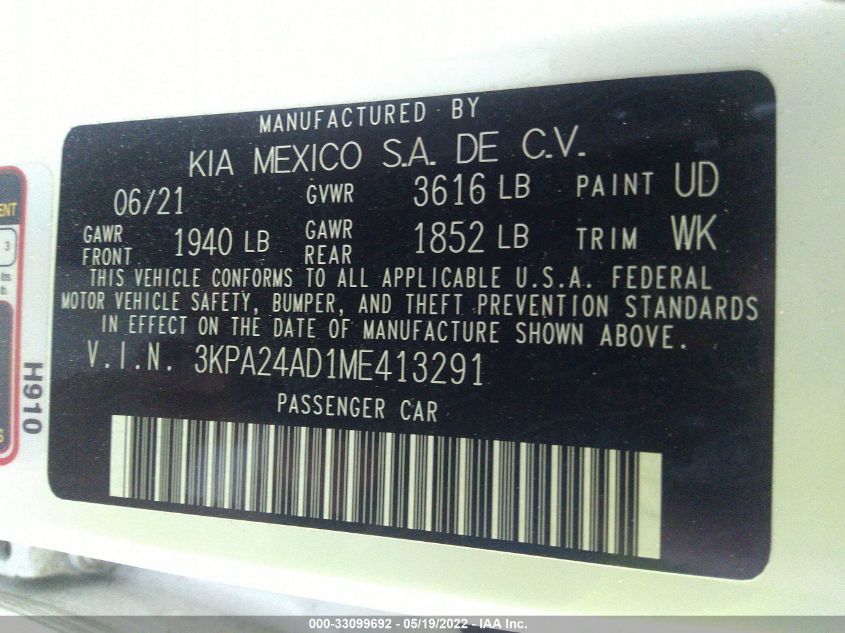 MANUFACTURED BY
KIA MEXICO S.A. DE C.V.
06/21 GVWR 3616 LB PAINT UD
GAWR FRONT 1940 LB GAWR REAR 1852 LB TRIM WK
THIS VEHICLE CONFORMS TO ALL APPLICABLE U.S.A. FEDERAL
MOTOR VEHICLE SAFETY, BUMPER, AND THEFT PREVENTION STANDARDS
IN EFFECT ON THE DATE OF MANUFACTURE SHOWN ABOVE.
V.I.N. 3KPA24AD1ME413291
PASSENGER CAR
H910
3
lbs.
000-33099692 - 05/19/2022 - IAA Inc.